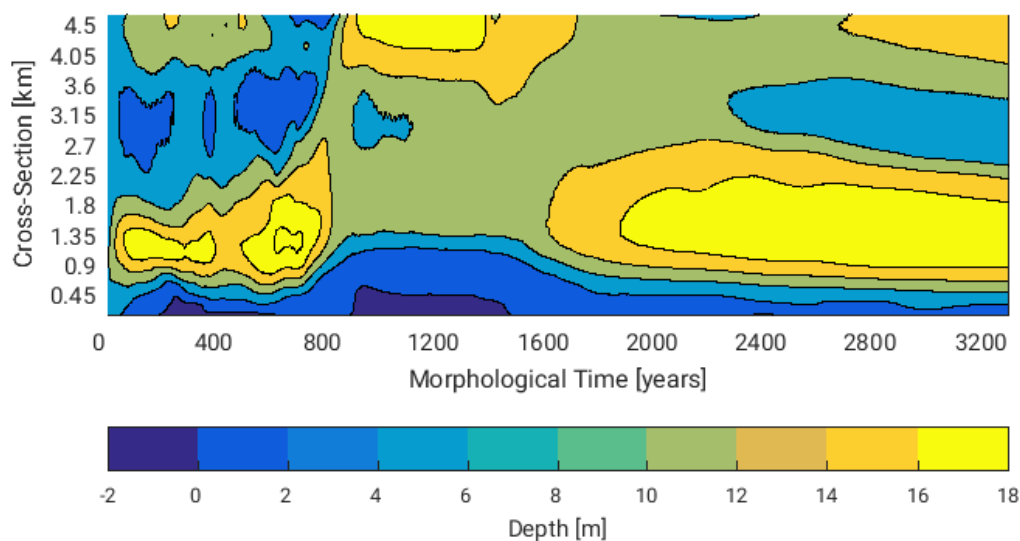 4.5
4.05
3.6
3.15
2.7
2.25
1.8
1.35
0.9
0.45
Cross-Section [km]
0 400 800 1200 1600 2000 2400 2800 3200
Morphological Time [years]
-2 0 2 4 6 8 10 12 14 16 18
Depth [m]